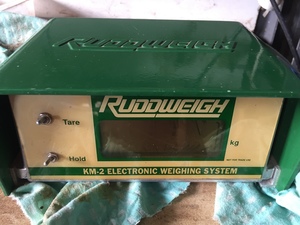 RUDDWEIGH
RUDDWEIGH
Tare
kg
Hold
KM-2 ELECTRONIC WEIGHING SYSTEM